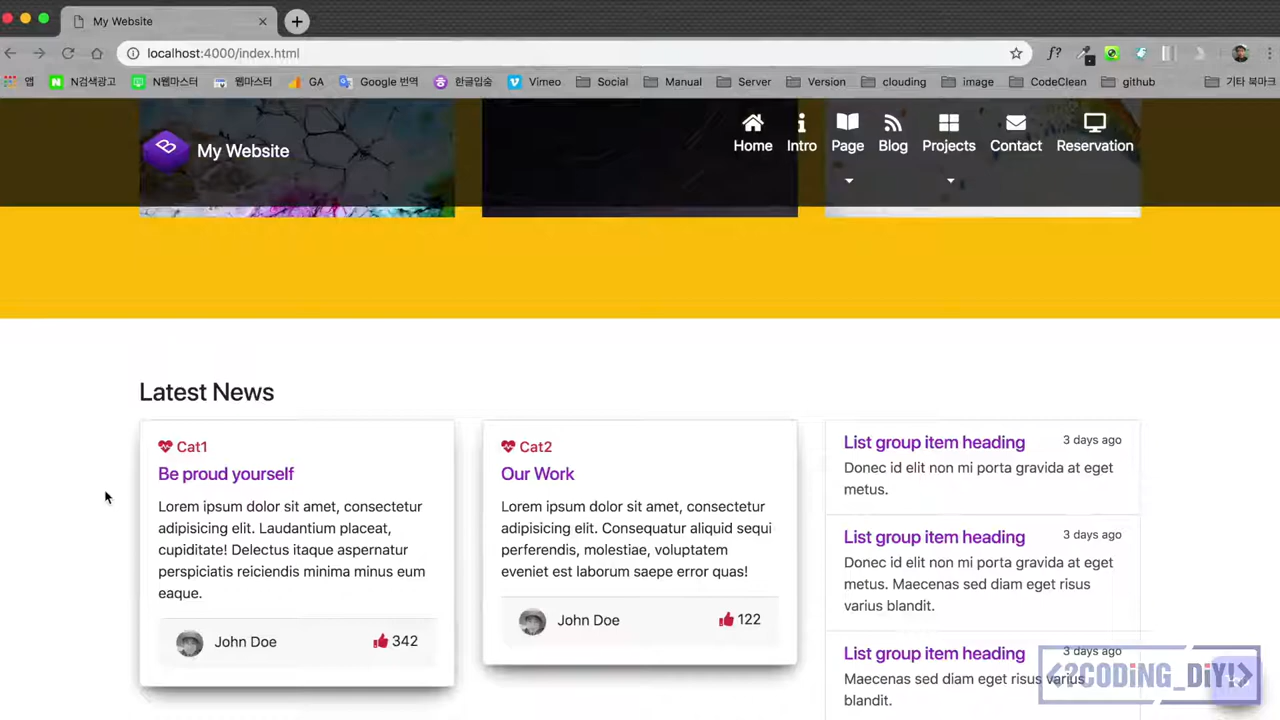 My Website
localhost:4000/index.html
f?
앱
N검색광고
N웹마스터
웹마스터
GA
Google 번역
한글입숨
Vimeo
Social
Manual
Server
Version
clouding
image
CodeClean
github
기타 북마크
My Website
Home
Intro
Page
Blog
Projects
Contact
Reservation
Latest News
Cat1
Be proud yourself
Lorem ipsum dolor sit amet, consectetur
adipisicing elit. Laudantium placeat,
cupiditate! Delectus itaque aspernatur
perspiciatis reiciendis minima minus eum
eaque.
John Doe
342
Cat2
Our Work
Lorem ipsum dolor sit amet, consectetur
adipisicing elit. Consequatur aliquid sequi
perferendis, molestiae, voluptatem
eveniet est laborum saepe error quas!
John Doe
122
List group item heading
3 days ago
Donec id elit non mi porta gravida at eget
metus.
List group item heading
3 days ago
Donec id elit non mi porta gravida at eget
metus. Maecenas sed diam eget risus
varius blandit.
List group item heading
3 days ago
Maecenas sed diam eget risus varius
blandit.
<?CODiNG_DiY!>